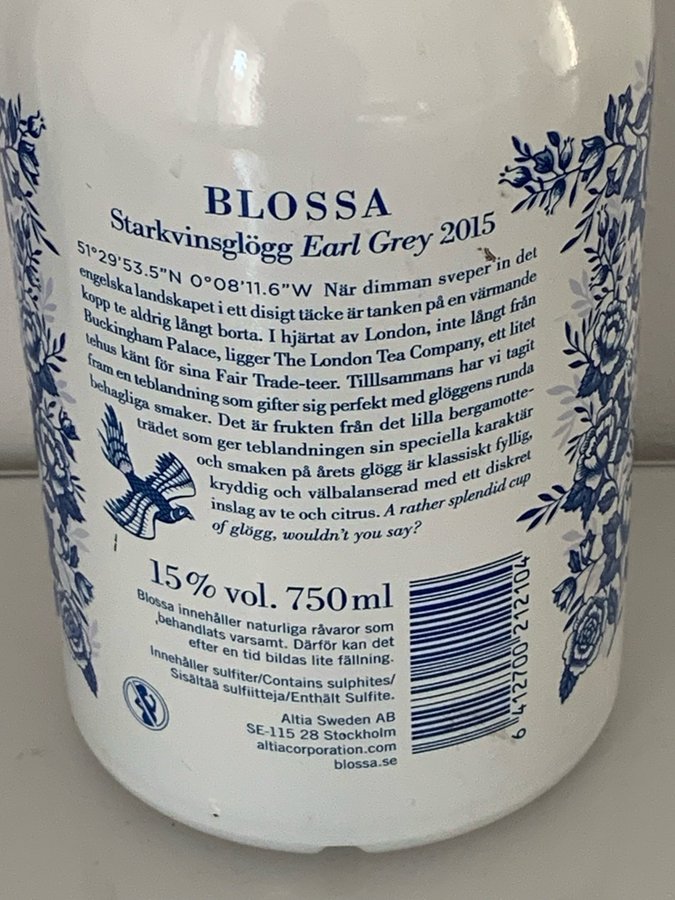 BLOSSA
Starkvinsglögg Earl Grey 2015
51°29'53.5"N 0°08'11.6"W När dimman sveper in det
engelska landskapet i ett disigt täcke är tanken på en värmande
kopp te aldrig långt borta. I hjärtat av London, inte långt från
Buckingham Palace, ligger The London Tea Company, ett litet
tehus känt för sina Fair Trade-teer. Tilllsammans har vi tagit
fram en teblandning som gifter sig perfekt med glöggens runda
behagliga smaker. Det är frukten från det lilla bergamotte-
trädet som ger teblandningen sin speciella karaktär
och smaken på årets glögg är klassiskt fyllig,
kryddig och välbalanserad med ett diskret
inslag av te och citrus. A rather splendid cup
of glögg, wouldn't you say?
15% vol. 750ml
Blossa innehåller naturliga råvaror som
behandlats varsamt. Därför kan det
efter en tid bildas lite fällning.
Innehåller sulfiter/Contains sulphites/
Sisältää sulfiitteja/Enthält Sulfite.
Altia Sweden AB
SE-115 28 Stockholm
altiacorporation.com
blossa.se
6 412700 212104